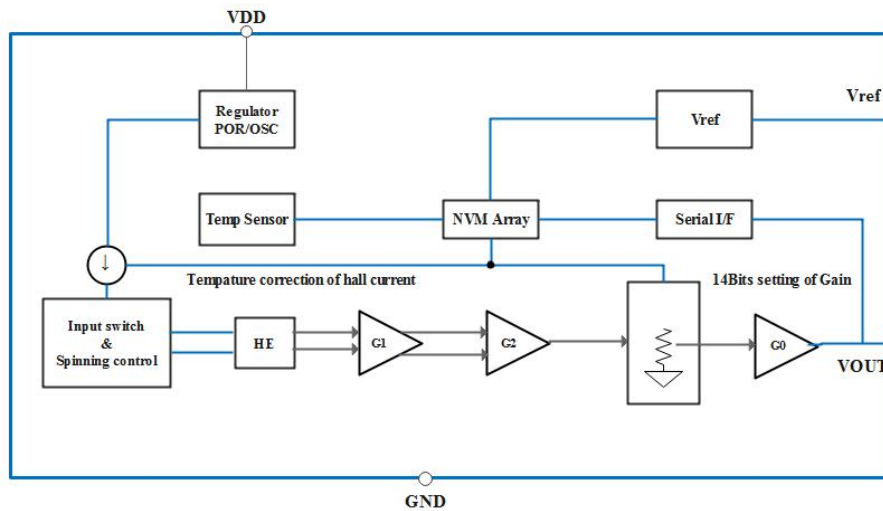 VDD
Regulator
POR/OSC
Vref
Vref
Temp Sensor
NVM Array
Serial I/F
↓
Tempature correction of hall current
14Bits setting of Gain
Input switch
&
Spinning control
HE
G1
G2
G0
VOUT
GND